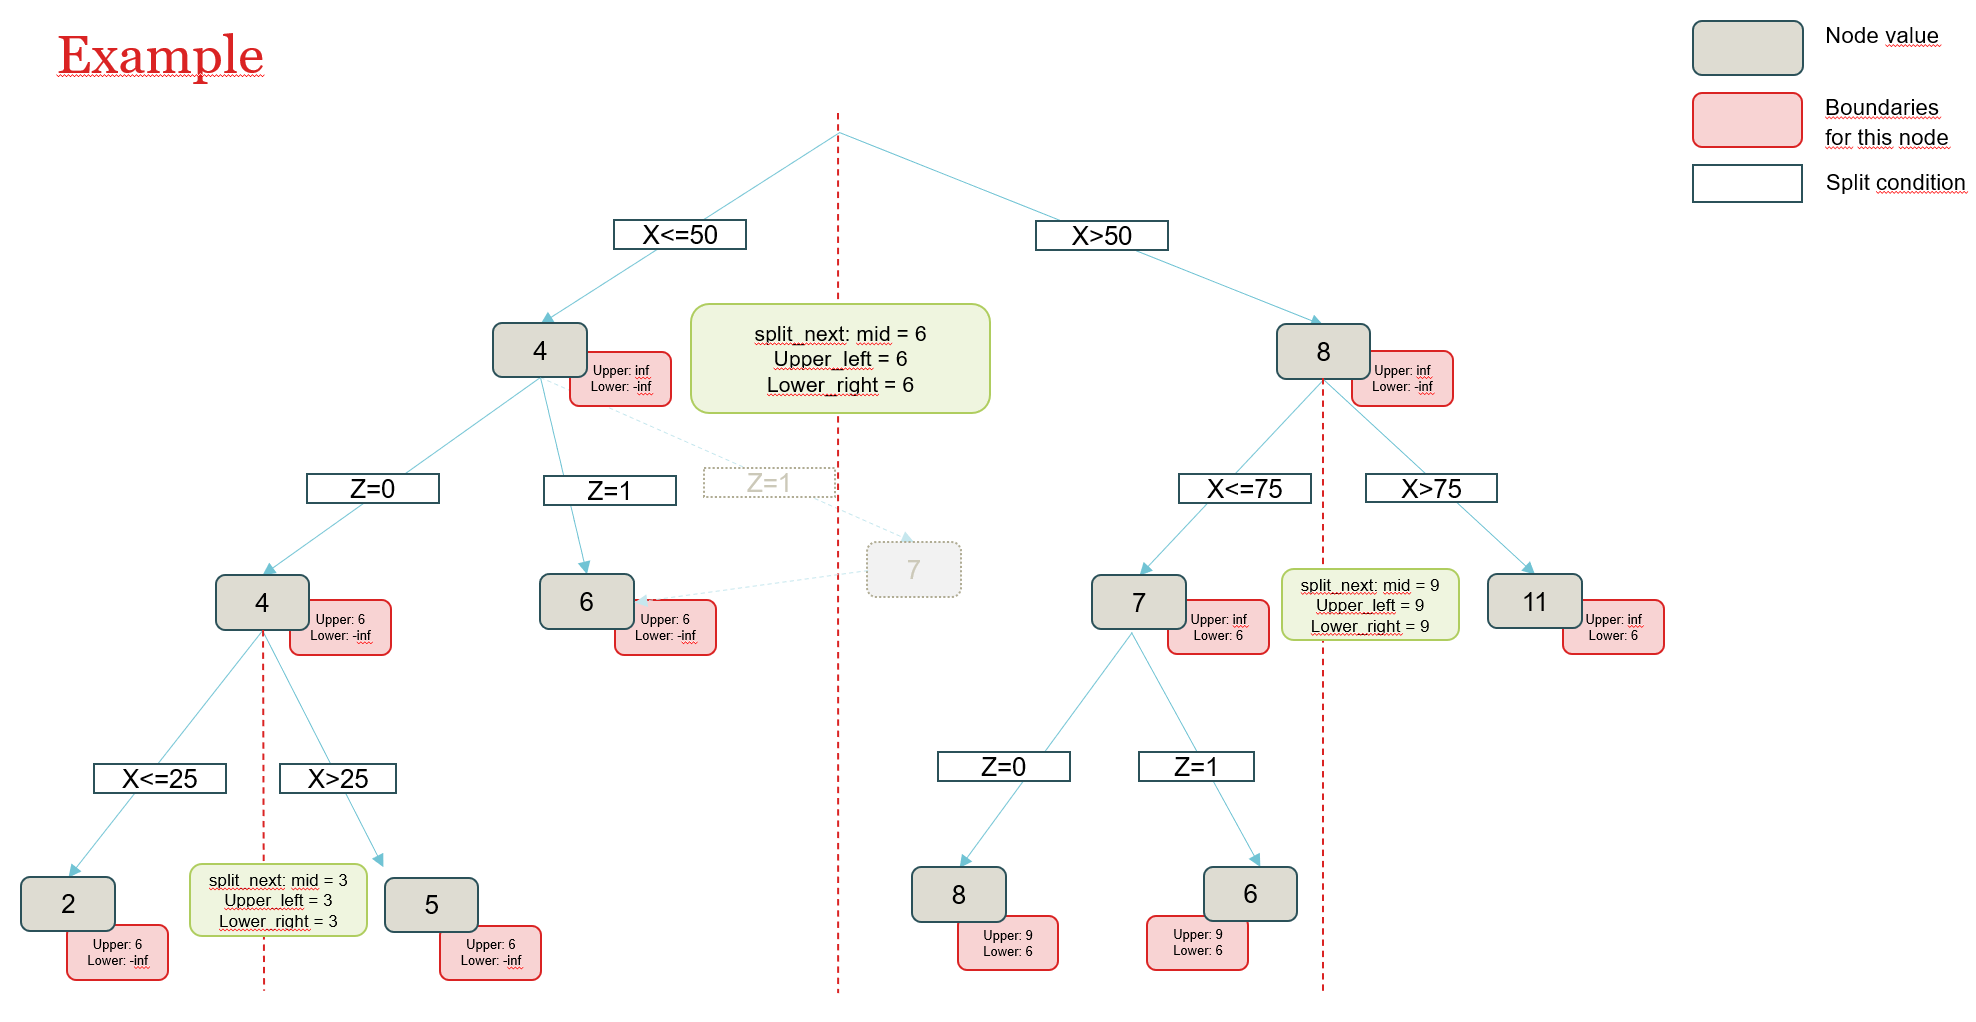 Example
Node value
Boundaries
for this node
Split condition
X<=50
X>50
4
Upper: inf
Lower: -inf
split_next: mid = 6
Upper_left = 6
Lower_right = 6
8
Upper: inf
Lower: -inf
Z=0
Z=1
Z=1
X<=75
X>75
4
Upper: 6
Lower: -inf
6
Upper: 6
Lower: -inf
7
7
Upper: inf
Lower: 6
split_next: mid = 9
Upper_left = 9
Lower_right = 9
11
Upper: inf
Lower: 6
X<=25
X>25
Z=0
Z=1
2
Upper: 6
Lower: -inf
split_next: mid = 3
Upper_left = 3
Lower_right = 3
5
Upper: 6
Lower: -inf
8
Upper: 9
Lower: 6
6
Upper: 9
Lower: 6